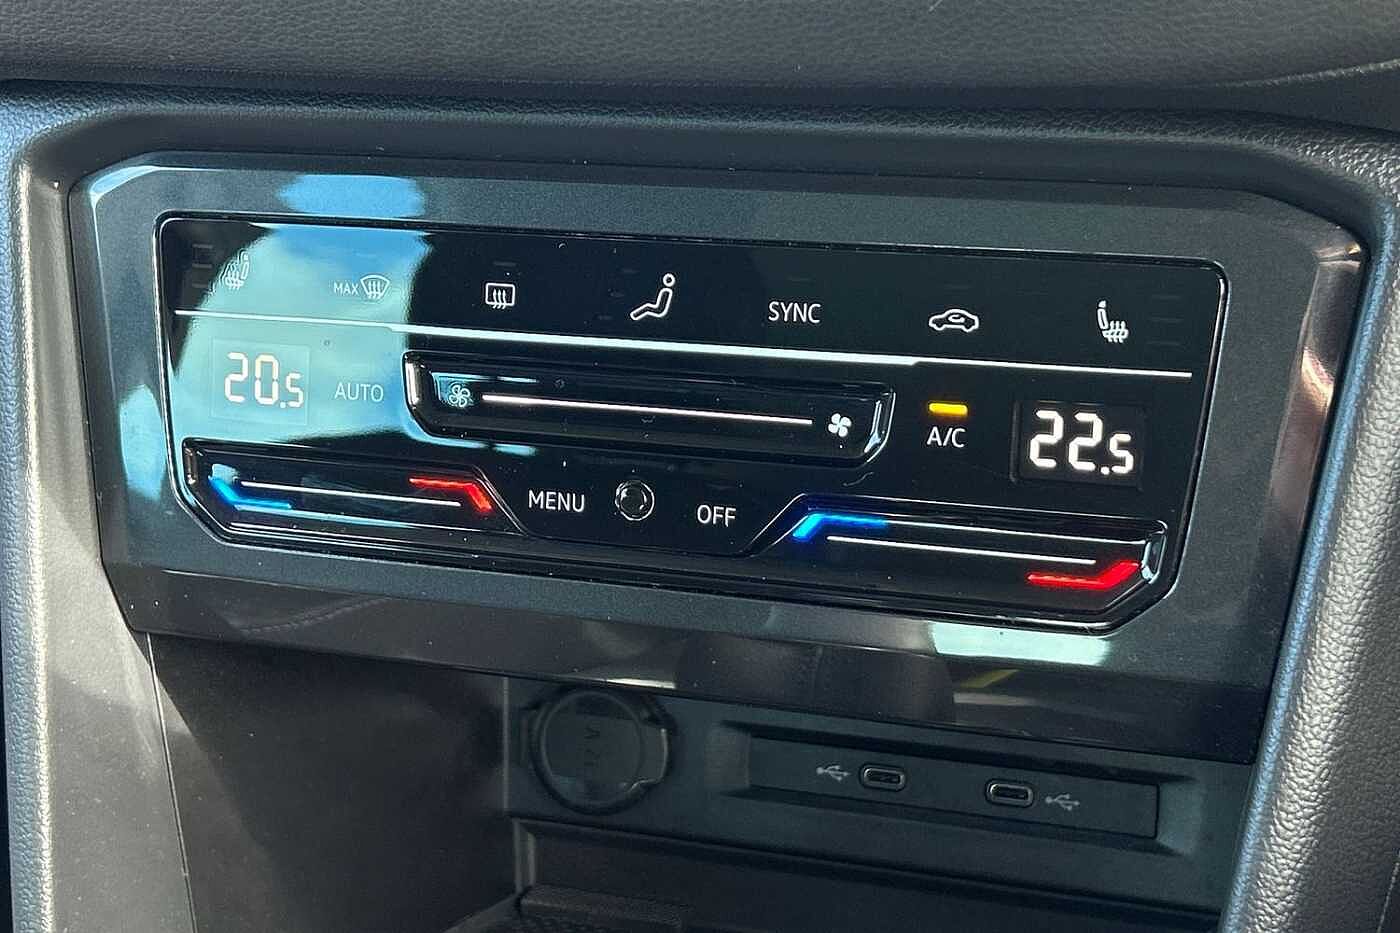 MAX
SYNC
20.5
AUTO
A/C
22.5
MENU
OFF